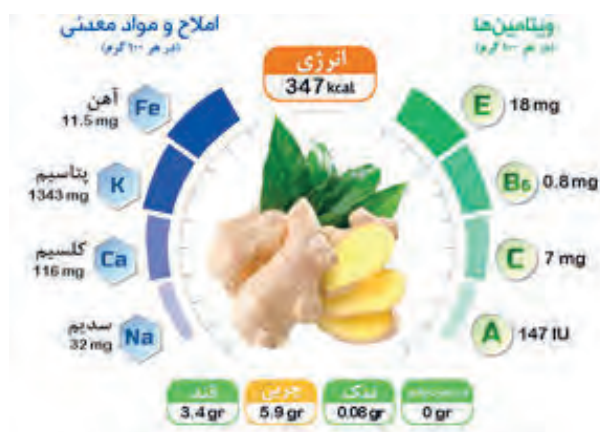 املاح و مواد معدنی
(در هر ۱۰۰ گرم)
ویتامین‌ها
(در هر ۱۰۰ گرم)
انرژی
347 kcal
Fe
آهن
11.5 mg
K
پتاسیم
1343 mg
Ca
کلسیم
116 mg
Na
سدیم
32 mg
E 18 mg
B6 0.8 mg
C 7 mg
A 147 IU
قند
3.4 gr
چربی
5.9 gr
نمک
0.08 gr
0 gr